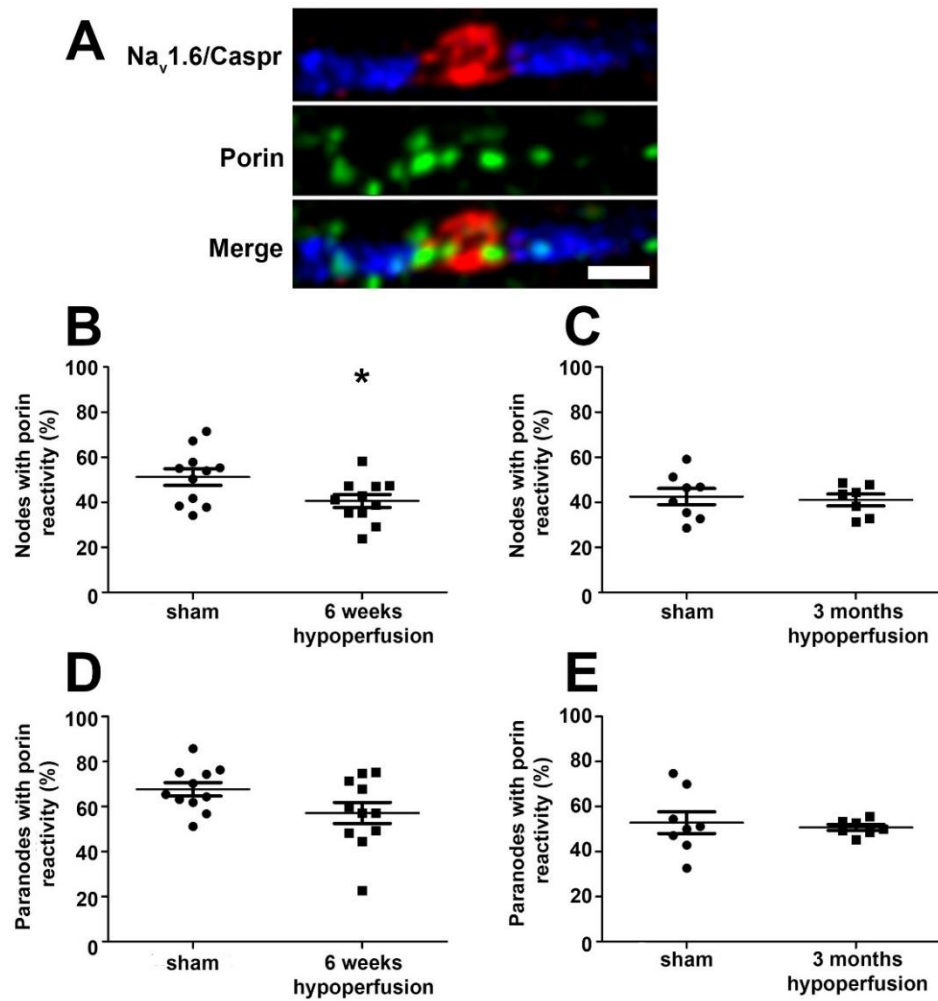 A
Nav1.6/Caspr
Porin
Merge
B
Nodes with porin
reactivity (%)
100
80
60
40
20
0
*
sham
6 weeks
hypoperfusion
C
Nodes with porin
reactivity (%)
100
80
60
40
20
0
sham
3 months
hypoperfusion
D
Paranodes with porin
reactivity (%)
100
80
60
40
20
0
sham
6 weeks
hypoperfusion
E
Paranodes with porin
reactivity (%)
100
80
60
40
20
0
sham
3 months
hypoperfusion